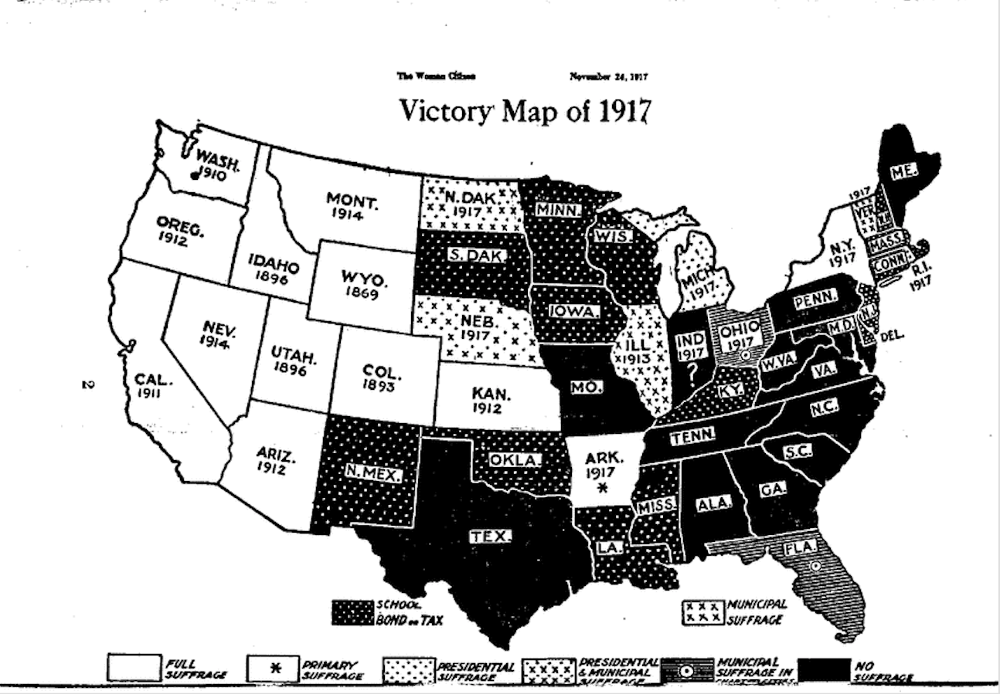 The Woman Citizen November 24, 1917
Victory Map of 1917
WASH.
1910
OREG.
1912
CAL.
1911
NEV.
1914
IDAHO
1896
MONT.
1914
WYO.
1869
UTAH.
1896
COL.
1893
ARIZ.
1912
N.MEX.
N.DAK.
1917
S.DAK.
NEB.
1917
KAN.
1912
OKLA.
TEX.
MINN.
IOWA.
MO.
ARK.
1917
*
LA.
WIS.
ILL
1913
MICH.
1917
IND
1917
?
OHIO
1917
KY.
TENN.
MISS.
ALA.
GA.
FLA.
S.C.
N.C.
VA.
W.VA.
M.D.
DEL.
PENN.
N.J.
N.Y.
1917
1917
VER.
N.H.
ME.
MASS.
CONN.
R.I.
1917
2
SCHOOL
BOND OR TAX
MUNICIPAL
SUFFRAGE
FULL
SUFFRAGE
*
PRIMARY
SUFFRAGE
PRESIDENTIAL
SUFFRAGE
PRESIDENTIAL
& MUNICIPAL
SUFFRAGE
MUNICIPAL
SUFFRAGE IN
NO
SUFFRAGE